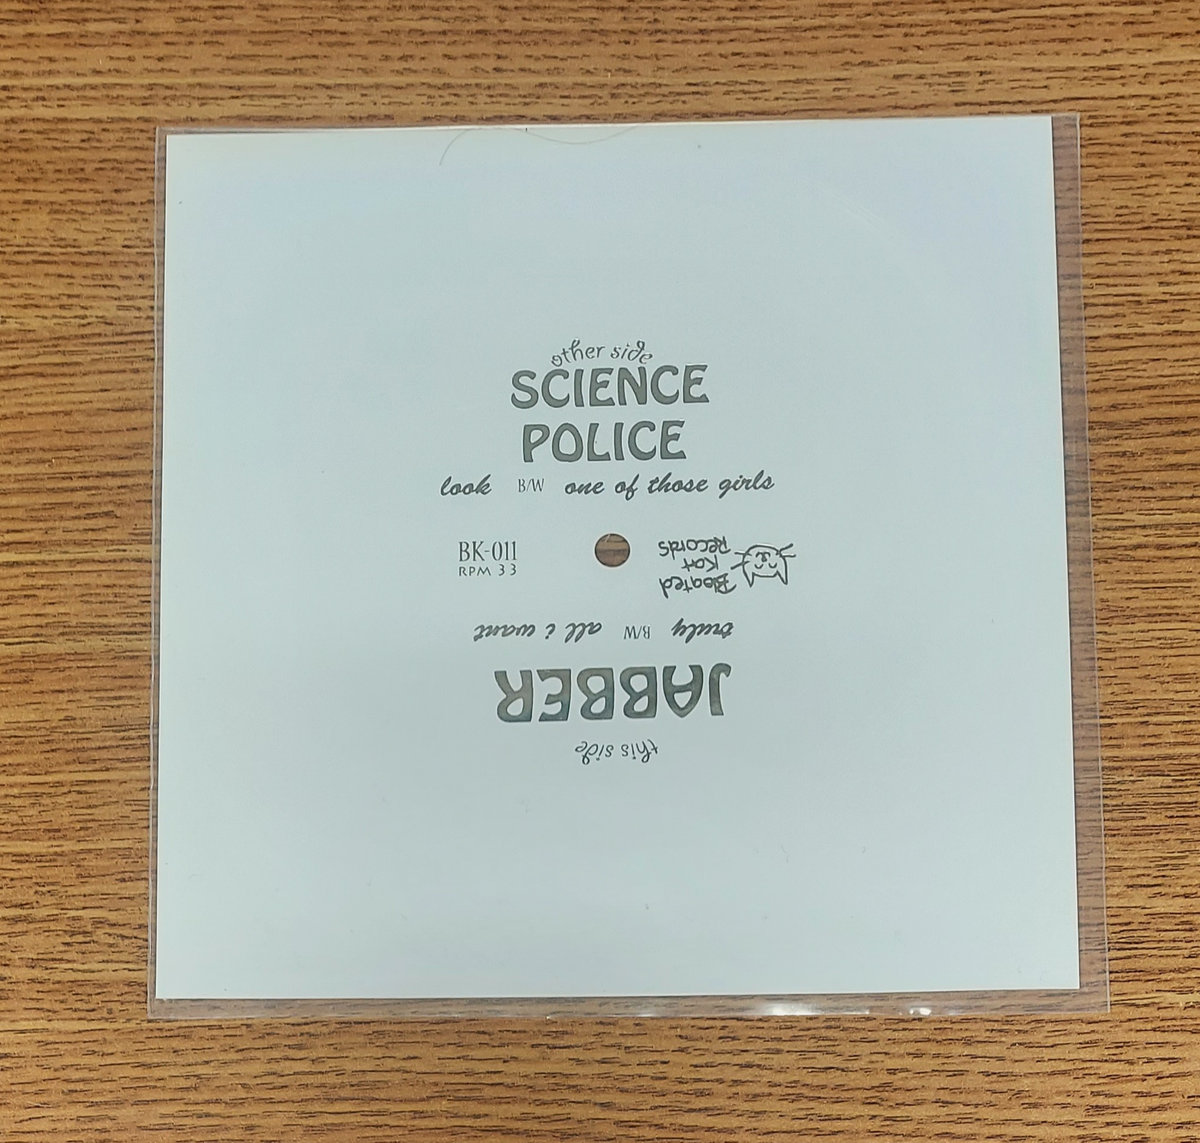 other side
SCIENCE
POLICE
look B/W one of those girls
BK-011
RPM 33
Bloated
Kat
Records
this side
JABBER
truly B/W all i want